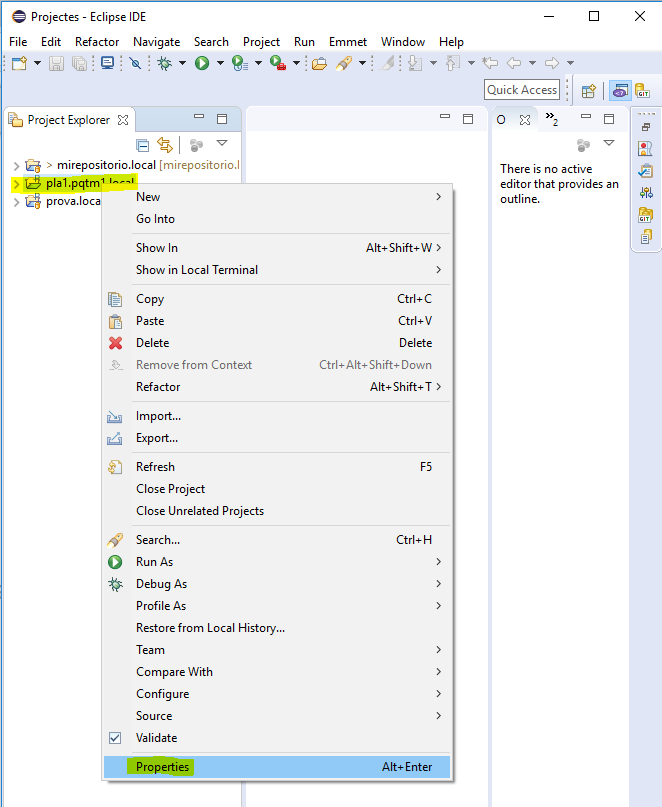 Projectes - Eclipse IDE
File Edit Refactor Navigate Search Project Run Emmet Window Help
Quick Access
Project Explorer
O
»2
> mirepositorio.local [mirepositorio.l
pla1.pqtm1.local
prova.loca
There is no active
editor that provides an
outline.
New
Go Into
Show In Alt+Shift+W
Show in Local Terminal
Copy Ctrl+C
Paste Ctrl+V
Delete Delete
Remove from Context Ctrl+Alt+Shift+Down
Refactor Alt+Shift+T
Import...
Export...
Refresh F5
Close Project
Close Unrelated Projects
Search... Ctrl+H
Run As
Debug As
Profile As
Restore from Local History...
Team
Compare With
Configure
Source
Validate
Properties Alt+Enter